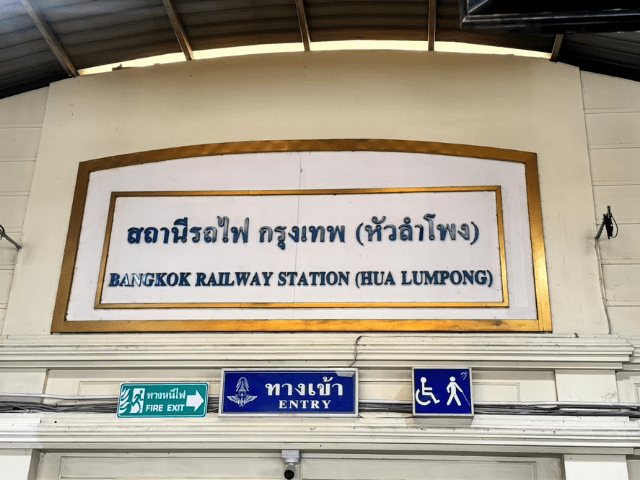 สถานีรถไฟ กรุงเทพ (หัวลำโพง)
BANGKOK RAILWAY STATION (HUA LUMPONG)
ทางหนีไฟ
FIRE EXIT
ทางเข้า
ENTRY